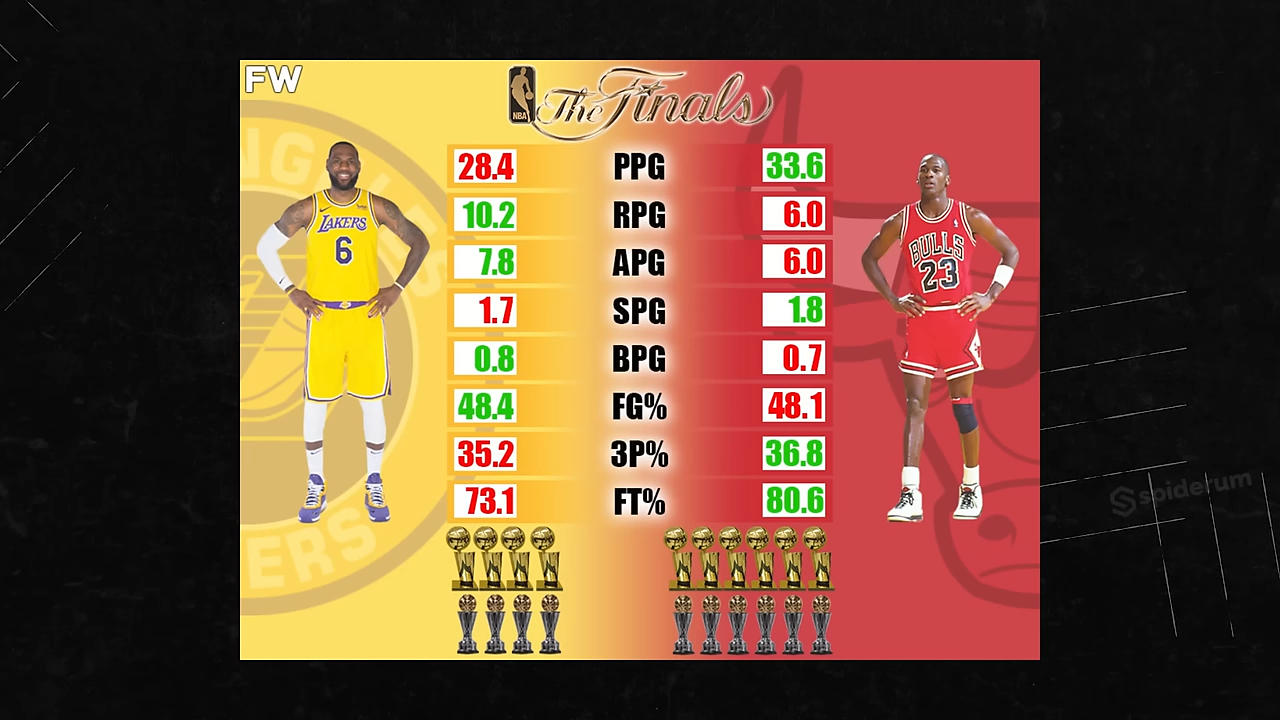 FW
NBA The Finals
28.4 PPG 33.6
10.2 RPG 6.0
7.8 APG 6.0
1.7 SPG 1.8
0.8 BPG 0.7
48.4 FG% 48.1
35.2 3P% 36.8
73.1 FT% 80.6
LAKERS
6
BULLS
23
NGELES
ERS
spiderum